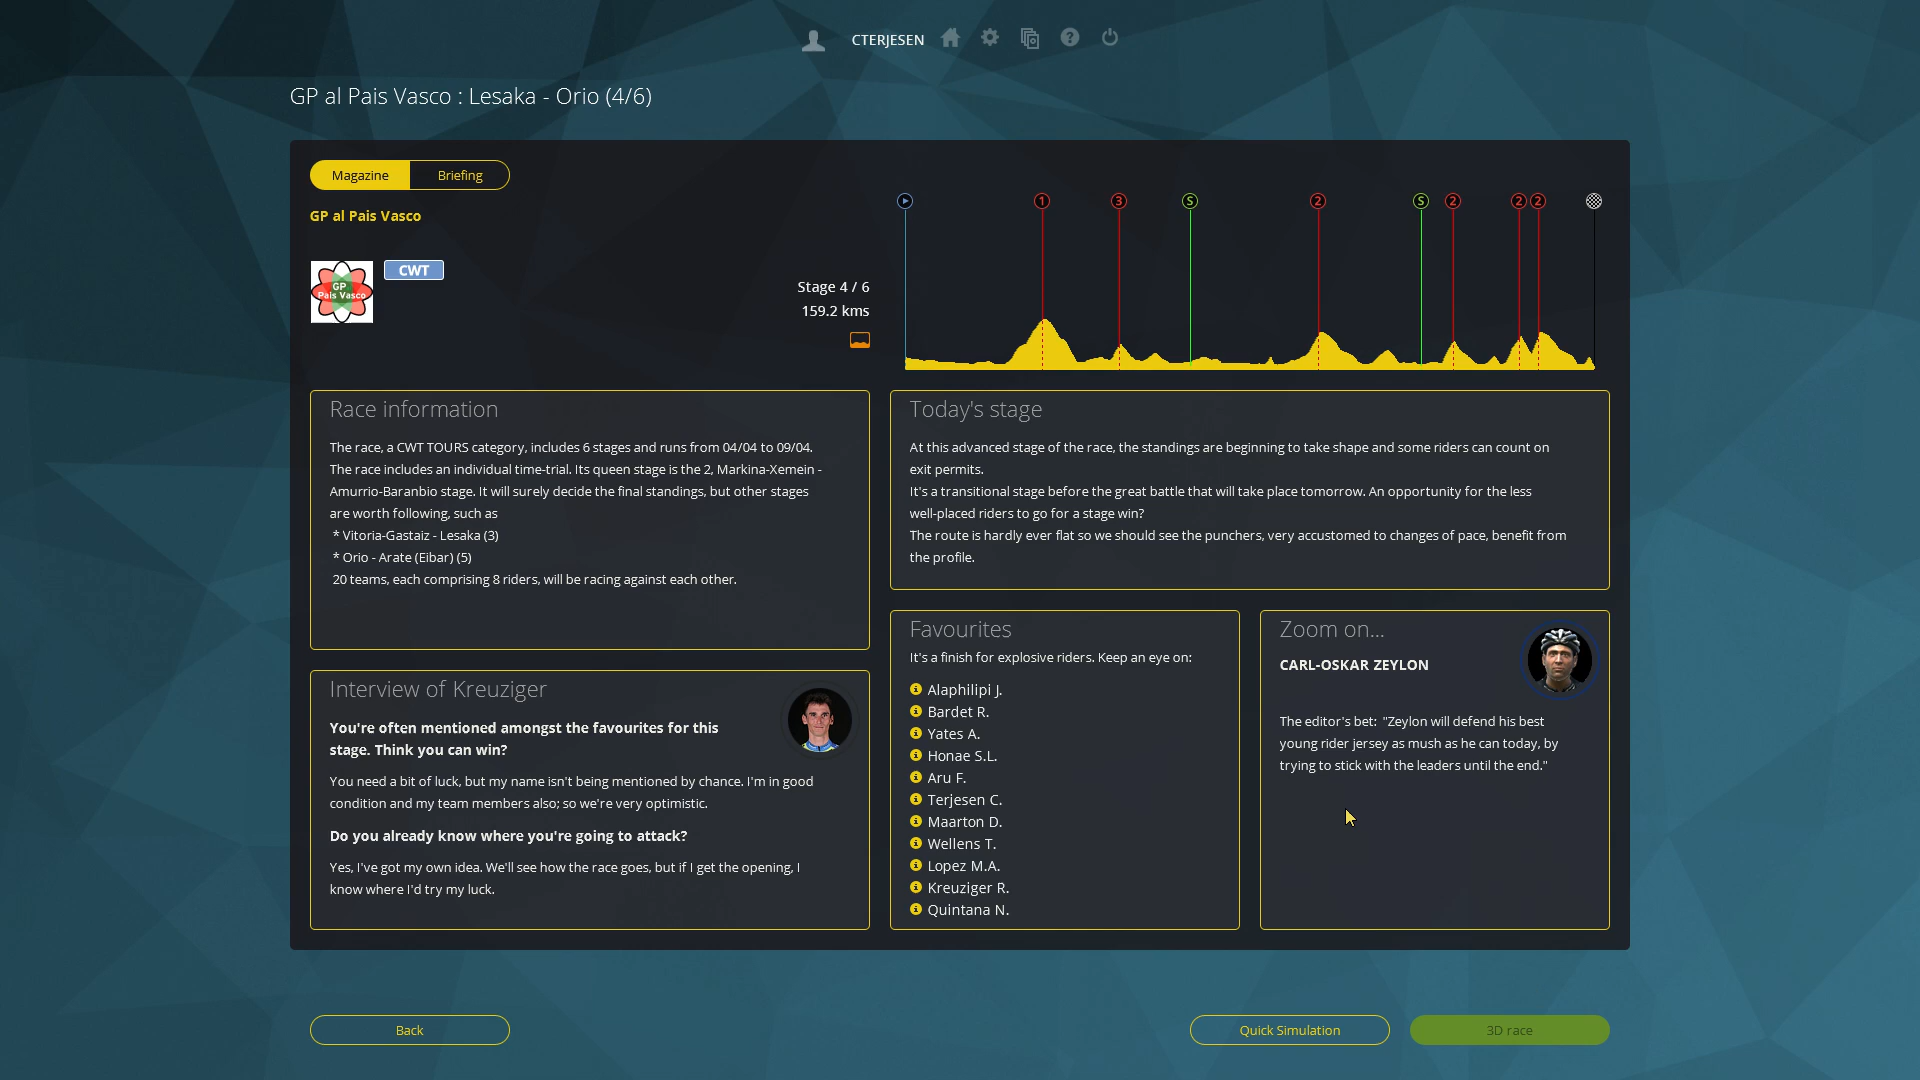 CTERJESEN
GP al Pais Vasco : Lesaka - Orio (4/6)
Magazine
Briefing
GP al Pais Vasco
GP
Pais Vasco
CWT
Stage 4 / 6
159.2 kms
1
3
S
2
S
2
2
2
Race information
The race, a CWT TOURS category, includes 6 stages and runs from 04/04 to 09/04.
The race includes an individual time-trial. Its queen stage is the 2, Markina-Xemein -
Amurrio-Baranbio stage. It will surely decide the final standings, but other stages
are worth following, such as
* Vitoria-Gastaiz - Lesaka (3)
* Orio - Arate (Eibar) (5)
20 teams, each comprising 8 riders, will be racing against each other.
Today's stage
At this advanced stage of the race, the standings are beginning to take shape and some riders can count on
exit permits.
It's a transitional stage before the great battle that will take place tomorrow. An opportunity for the less
well-placed riders to go for a stage win?
The route is hardly ever flat so we should see the punchers, very accustomed to changes of pace, benefit from
the profile.
Interview of Kreuziger
You're often mentioned amongst the favourites for this
stage. Think you can win?
You need a bit of luck, but my name isn't being mentioned by chance. I'm in good
condition and my team members also; so we're very optimistic.
Do you already know where you're going to attack?
Yes, I've got my own idea. We'll see how the race goes, but if I get the opening, I
know where I'd try my luck.
Favourites
It's a finish for explosive riders. Keep an eye on:
Alaphilipi J.
Bardet R.
Yates A.
Honae S.L.
Aru F.
Terjesen C.
Maarton D.
Wellens T.
Lopez M.A.
Kreuziger R.
Quintana N.
Zoom on...
CARL-OSKAR ZEYLON
The editor's bet: "Zeylon will defend his best
young rider jersey as mush as he can today, by
trying to stick with the leaders until the end."
Back
Quick Simulation
3D race